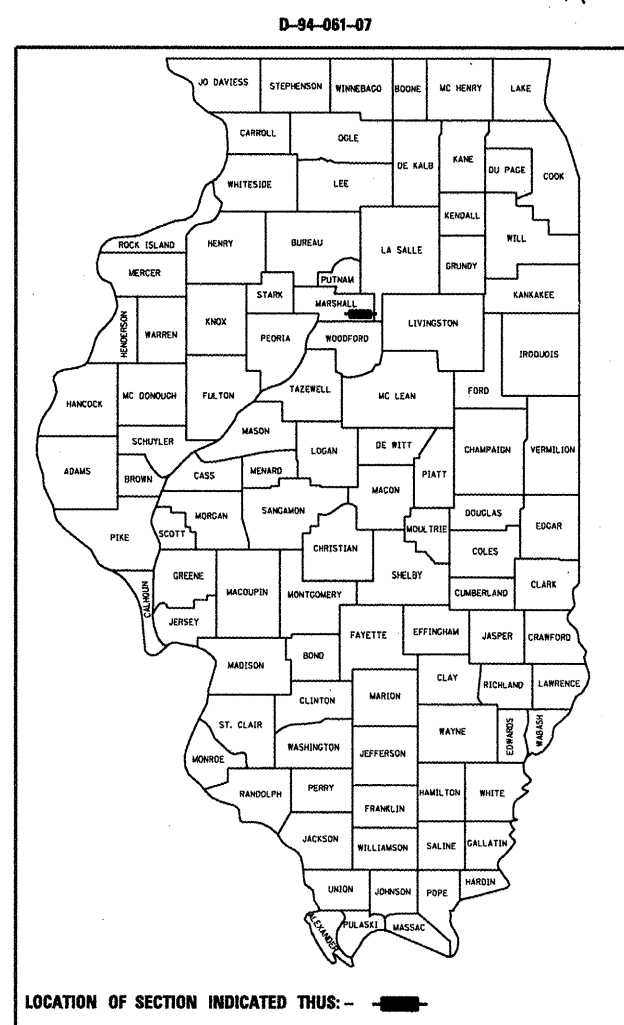 D-94-061-07
JO DAVIESS STEPHENSON WINNEBAGO BOONE MC HENRY LAKE
CARROLL OGLE
DE KALB KANE DU PAGE COOK
WHITESIDE LEE
KENDALL
ROCK ISLAND HENRY BUREAU LA SALLE WILL
MERCER PUTNAM GRUNDY
STARK MARSHALL KANKAKEE
HENDERSON WARREN KNOX PEORIA WOODFORD LIVINGSTON IROQUOIS
HANCOCK MC DONOUGH FULTON TAZEWELL MC LEAN FORD
SCHUYLER MASON LOGAN DE WITT CHAMPAIGN VERMILION
ADAMS BROWN CASS MENARD MACON PIATT
PIKE SCOTT MORGAN SANGAMON MOULTRIE DOUGLAS EDGAR
CHRISTIAN COLES
CALHOUN GREENE MACOUPIN MONTGOMERY SHELBY CUMBERLAND CLARK
JERSEY FAYETTE EFFINGHAM JASPER CRAWFORD
MADISON BOND
CLINTON MARION CLAY RICHLAND LAWRENCE
ST. CLAIR WASHINGTON JEFFERSON WAYNE EDWARDS WABASH
MONROE
RANDOLPH PERRY FRANKLIN HAMILTON WHITE
JACKSON WILLIAMSON SALINE GALLATIN
UNION JOHNSON POPE HARDIN
ALEXANDER PULASKI MASSAC
LOCATION OF SECTION INDICATED THUS: -